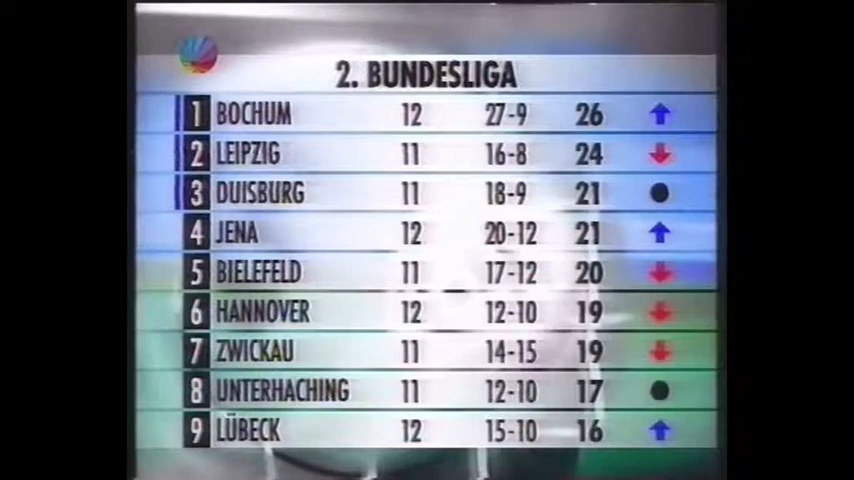 2. BUNDESLIGA
1 BOCHUM 12 27-9 26
2 LEIPZIG 11 16-8 24
3 DUISBURG 11 18-9 21
4 JENA 12 20-12 21
5 BIELEFELD 11 17-12 20
6 HANNOVER 12 12-10 19
7 ZWICKAU 11 14-15 19
8 UNTERHACHING 11 12-10 17
9 LÜBECK 12 15-10 16